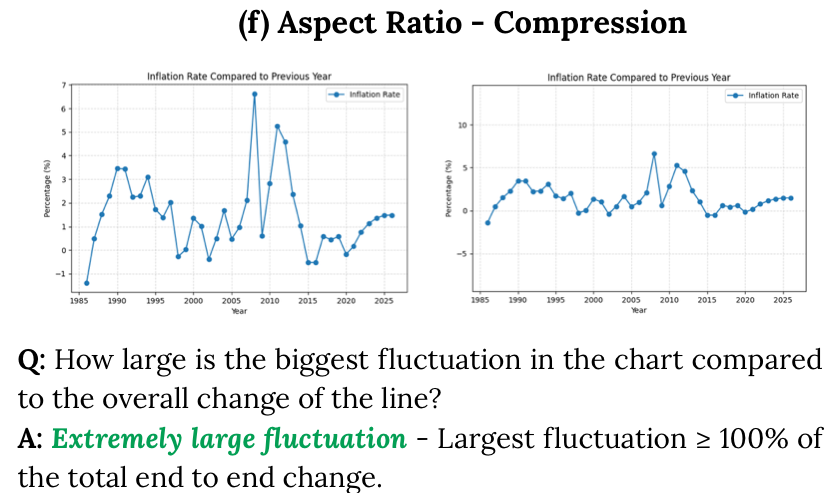 (f) Aspect Ratio - Compression
Inflation Rate Compared to Previous Year
Inflation Rate
Percentage (%)
7
6
5
4
3
2
1
0
−1
1985 1990 1995 2000 2005 2010 2015 2020 2025
Year
Inflation Rate Compared to Previous Year
Inflation Rate
Percentage (%)
10
5
0
−5
1985 1990 1995 2000 2005 2010 2015 2020 2025
Year
Q: How large is the biggest fluctuation in the chart compared
to the overall change of the line?
A: Extremely large fluctuation - Largest fluctuation ≥ 100% of
the total end to end change.